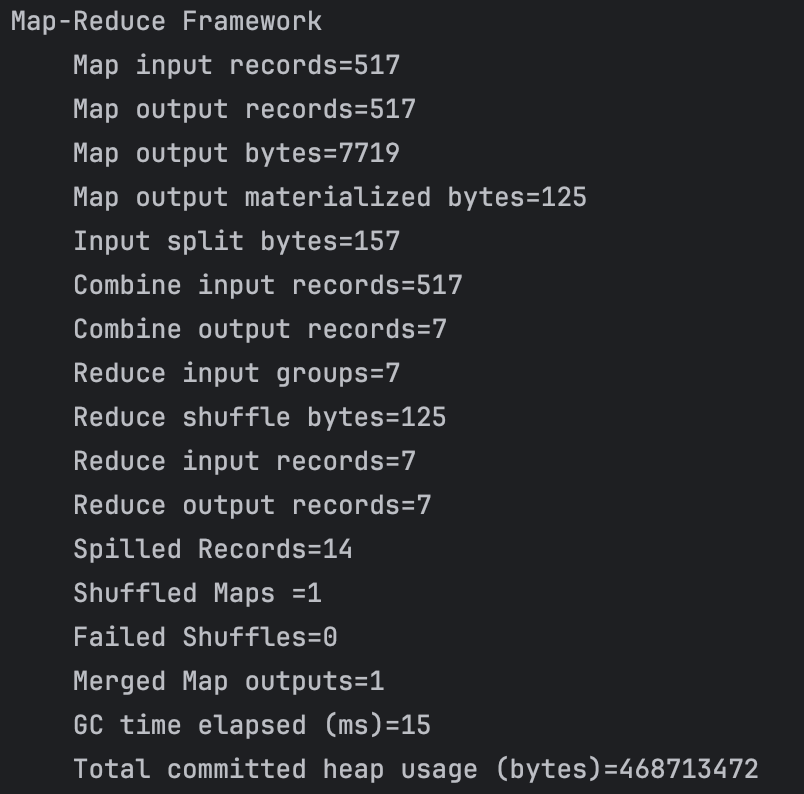 Map-Reduce Framework
Map input records=517
Map output records=517
Map output bytes=7719
Map output materialized bytes=125
Input split bytes=157
Combine input records=517
Combine output records=7
Reduce input groups=7
Reduce shuffle bytes=125
Reduce input records=7
Reduce output records=7
Spilled Records=14
Shuffled Maps =1
Failed Shuffles=0
Merged Map outputs=1
GC time elapsed (ms)=15
Total committed heap usage (bytes)=468713472